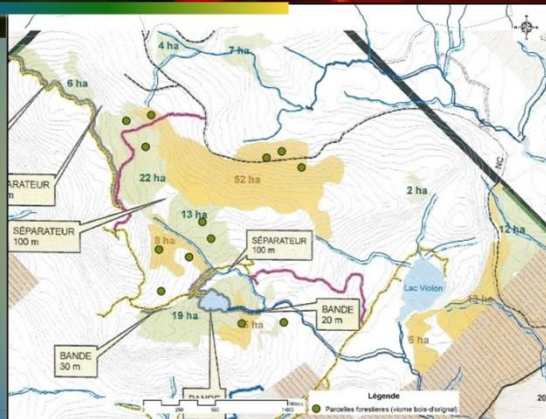 4 ha
7 ha
6 ha
NC
52 ha
22 ha
2 ha
13 ha
12 ha
SÉPARATEUR
100 m
SÉPARATEUR
100 m
8 ha
Lac Violon
BANDE
20 m
19 ha
6 ha
BANDE
30 m
BANDE
Légende
Parcelles forestières (viorne bois-d'orignal)